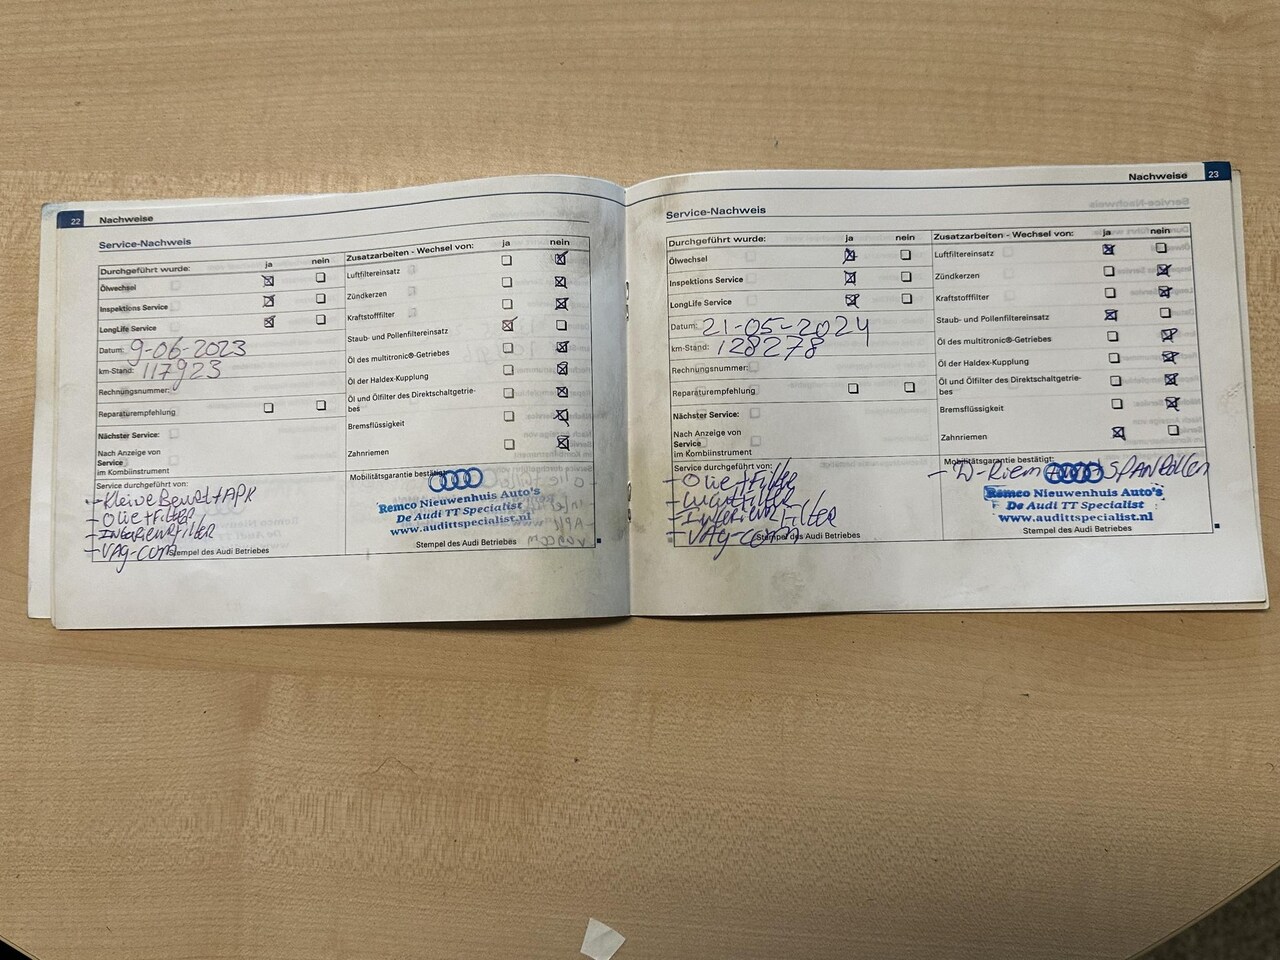 22 Nachweise
Service-Nachweis
Durchgeführt wurde: ja nein
Ölwechsel
Inspektions Service
LongLife Service
Datum: 9-06-2023
km-Stand: 117923
Rechnungsnummer:
Reparaturempfehlung
Nächster Service:
Nach Anzeige von
Service
im Kombiinstrument
Service durchgeführt von:
- Kleine Beurt + APK
- Olie + Filter
- Interieurfilter
- VAG-COM
Zusatzarbeiten - Wechsel von: ja nein
Luftfiltereinsatz
Zündkerzen
Kraftstofffilter
Staub- und Pollenfiltereinsatz
Öl des multitronic®-Getriebes
Öl der Haldex-Kupplung
Öl und Ölfilter des Direktschaltgetrie-
bes
Bremsflüssigkeit
Zahnriemen
Mobilitätsgarantie bestätigt:
Remco Nieuwenhuis Auto's
De Audi TT Specialist
www.audittspecialist.nl
Stempel des Audi Betriebes
Nachweise 23
Service-Nachweis
Durchgeführt wurde: ja nein
Ölwechsel
Inspektions Service
LongLife Service
Datum: 21-05-2024
km-Stand: 128278
Rechnungsnummer:
Reparaturempfehlung
Nächster Service:
Nach Anzeige von
Service
im Kombiinstrument
Service durchgeführt von:
- Olie + Filter
- Luchtfilter
- Interieurfilter
- VAG-COM
Zusatzarbeiten - Wechsel von: ja nein
Luftfiltereinsatz
Zündkerzen
Kraftstofffilter
Staub- und Pollenfiltereinsatz
Öl des multitronic®-Getriebes
Öl der Haldex-Kupplung
Öl und Ölfilter des Direktschaltgetrie-
bes
Bremsflüssigkeit
Zahnriemen
Mobilitätsgarantie bestätigt:
- D-Riem spanrollen
Remco Nieuwenhuis Auto's
De Audi TT Specialist
www.audittspecialist.nl
Stempel des Audi Betriebes